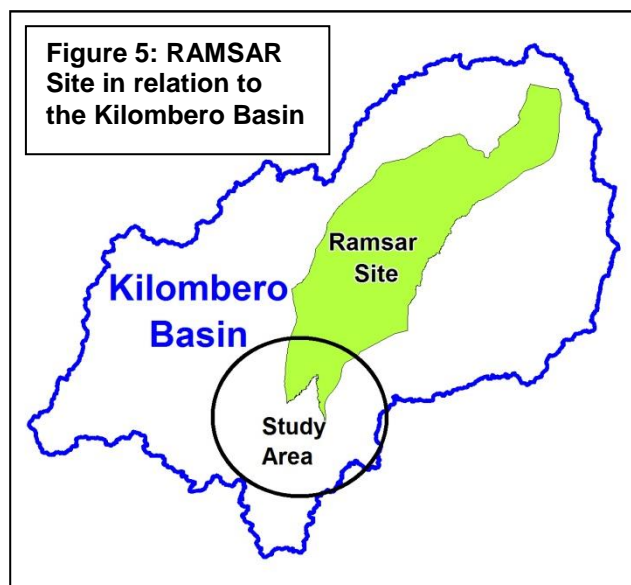 Figure 5: RAMSAR
Site in relation to
the Kilombero Basin
Ramsar
Site
Kilombero
Basin
Study
Area